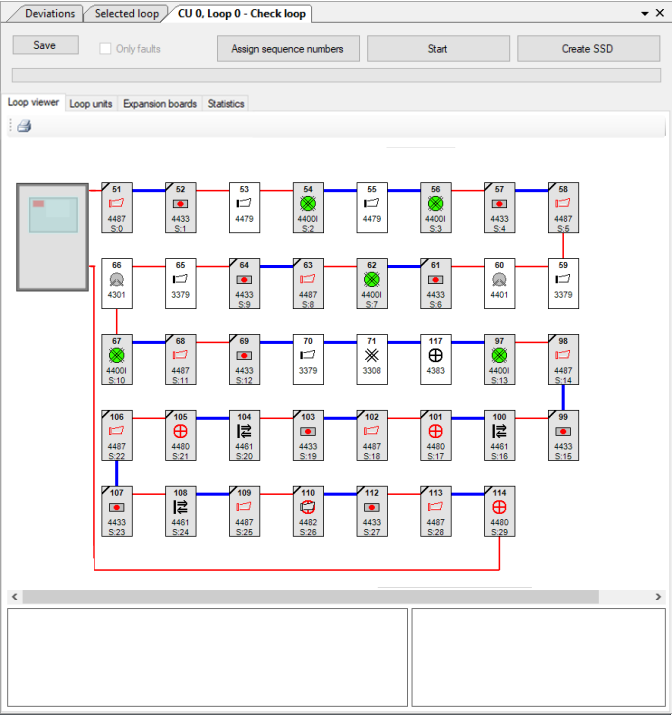 Deviations Selected loop CU 0, Loop 0 - Check loop
Save Only faults Assign sequence numbers Start Create SSD
Loop viewer Loop units Expansion boards Statistics
51 52 53 54 55 56 57 58
4487 4433 4479 4400I 4479 4400I 4433 4487
S:0 S:1 S:2 S:3 S:4 S:5
66 65 64 63 62 61 60 59
4301 3379 4433 4487 4400I 4433 4401 3379
S:9 S:8 S:7 S:6
67 68 69 70 71 117 97 98
4400I 4487 4433 3379 3308 4383 4400I 4487
S:10 S:11 S:12 S:13 S:14
106 105 104 103 102 101 100 99
4487 4480 4461 4433 4487 4480 4461 4433
S:22 S:21 S:20 S:19 S:18 S:17 S:16 S:15
107 108 109 110 112 113 114
4433 4461 4487 4482 4433 4487 4480
S:23 S:24 S:25 S:26 S:27 S:28 S:29